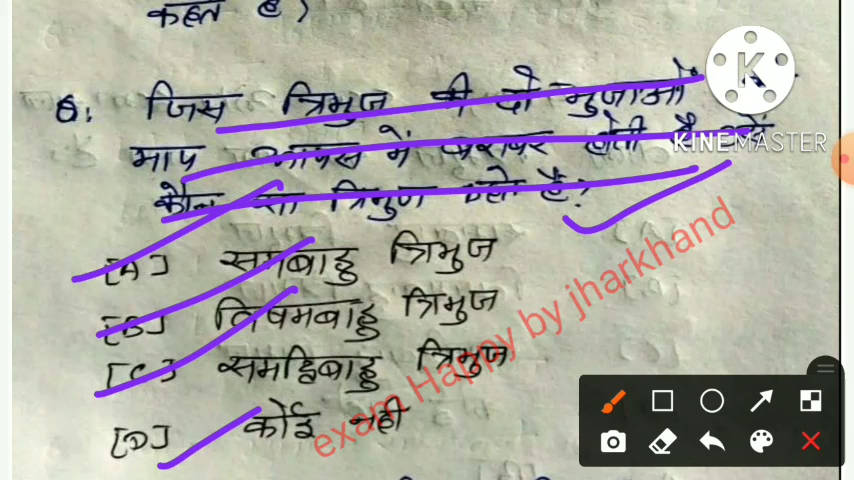 कहते है?
6. जिस त्रिभुज की दो भुजाओं
KINEMASTER
माप आपस में बराबर होती है उसे
कौन सा त्रिभुज कहते है?
[A] समबाहु त्रिभुज
[B] विषमबाहु त्रिभुज
[C] समद्विबाहु त्रिभुज
[D] कोई नही
exam Happy by jharkhand